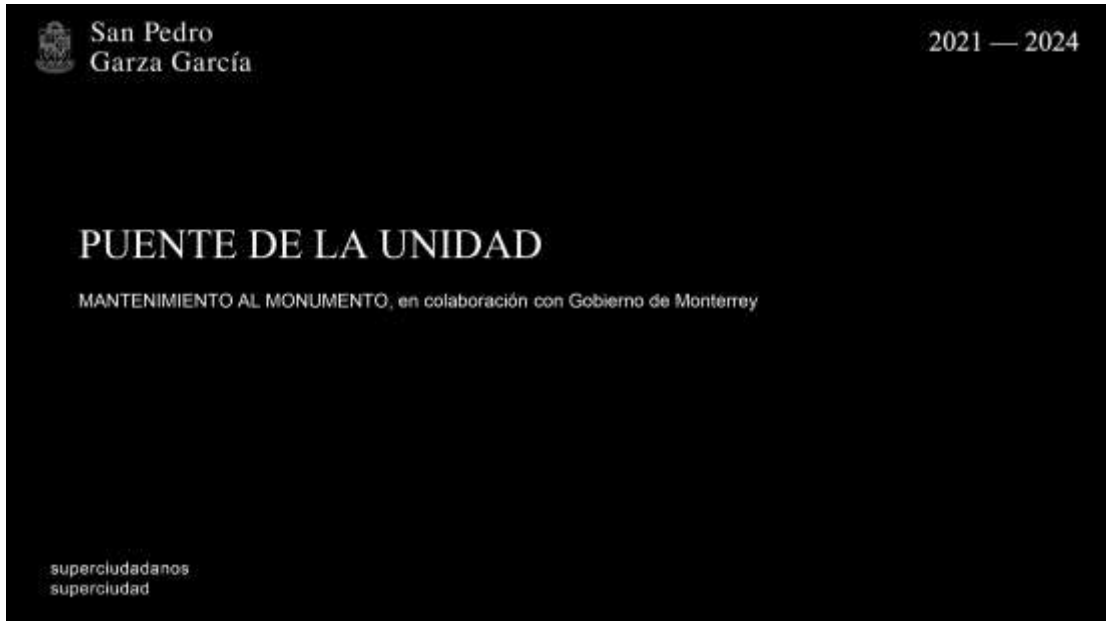 San Pedro
Garza García
2021 — 2024
PUENTE DE LA UNIDAD
MANTENIMIENTO AL MONUMENTO, en colaboración con Gobierno de Monterrey
superciudadanos
superciudad